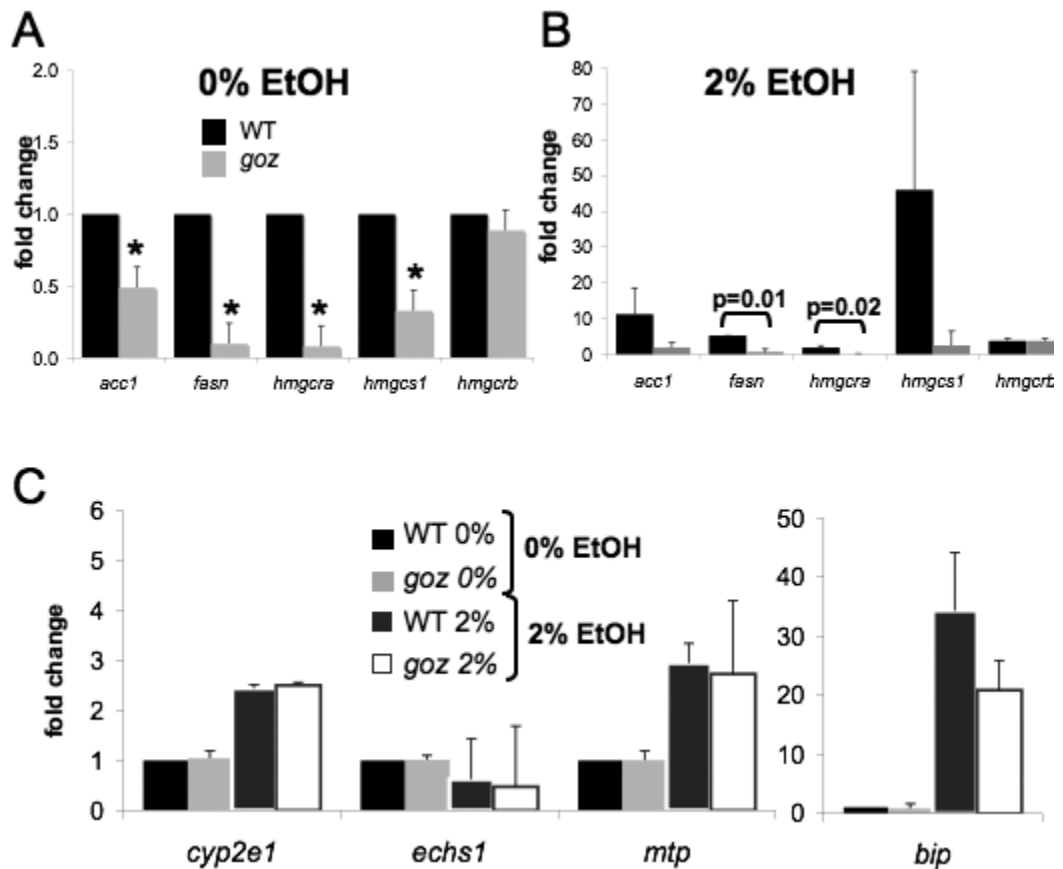 A
0% EtOH
2.0
1.0
1.0
0.5
0.0
fold change
WT
goz
*
*
*
*
acc1
fasn
hmgcra
hmgcs1
hmgcrb
B
2% EtOH
80
70
60
50
40
30
20
10
0
fold change
p=0.01
p=0.02
acc1
fasn
hmgcra
hmgcs1
hmgcrb
C
6
5
4
3
2
1
0
fold change
WT 0%
goz 0%
0% EtOH
WT 2%
goz 2%
2% EtOH
cyp2e1
echs1
mtp
50
40
30
20
10
0
bip